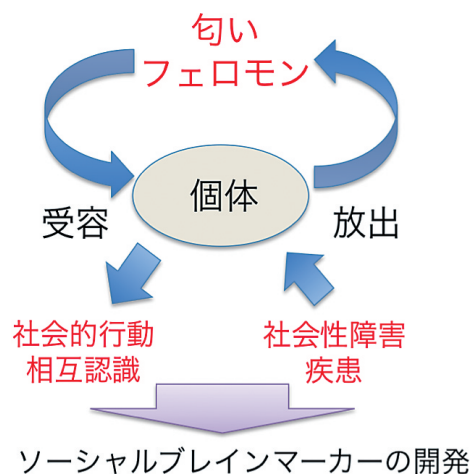 匂い
フェロモン
個体
受容
放出
社会的行動
相互認識
社会性障害
疾患
ソーシャルブレインマーカーの開発